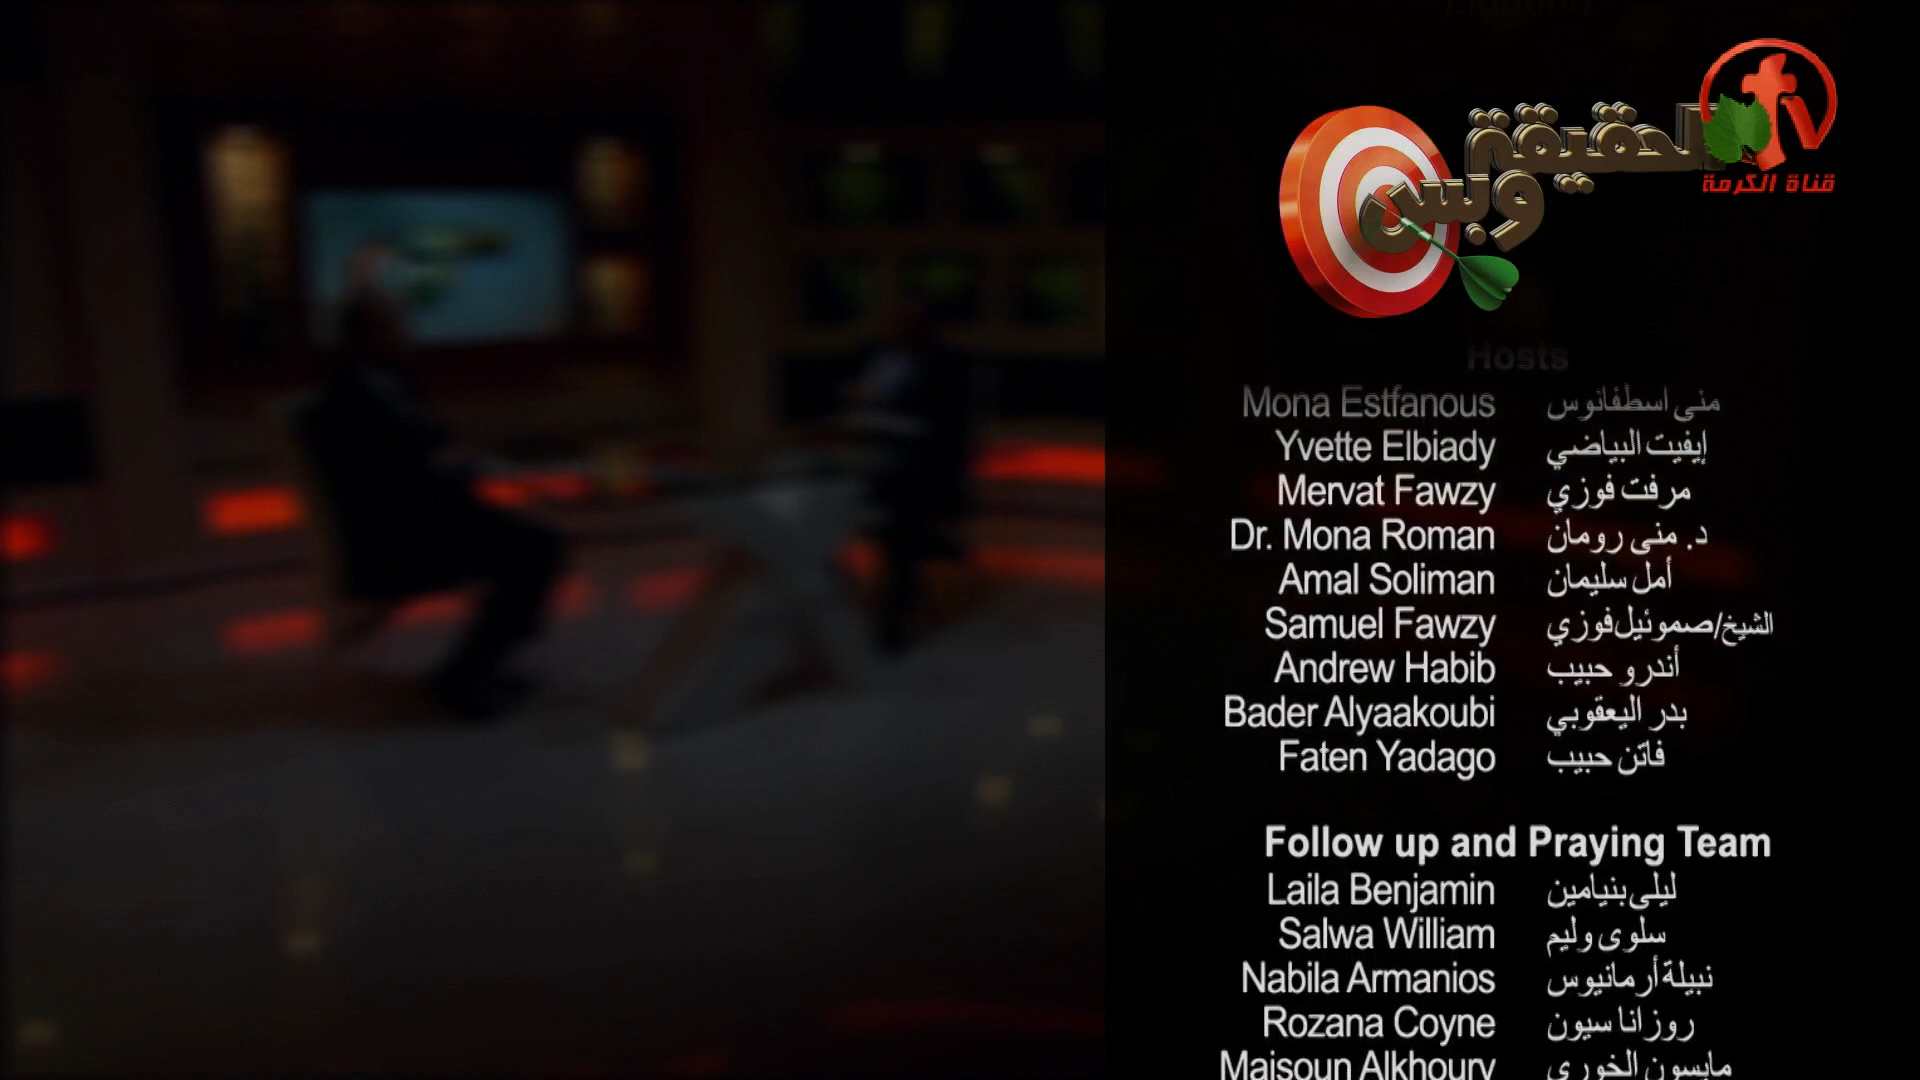 الحقيقة
وبس
tv
قناة الكرمة
Hosts
Mona Estfanous منى اسطفانوس
Yvette Elbiady إيفيت البياضي
Mervat Fawzy مرفت فوزي
Dr. Mona Roman د. منى رومان
Amal Soliman أمل سليمان
Samuel Fawzy الشيخ/صموئيل فوزي
Andrew Habib أندرو حبيب
Bader Alyaakoubi بدر اليعقوبي
Faten Yadago فاتن حبيب
Follow up and Praying Team
Laila Benjamin ليلى بنيامين
Salwa William سلوى وليم
Nabila Armanios نبيلة أرمانيوس
Rozana Coyne روزانا سيون
Maisoun Alkhoury مايسون الخوري